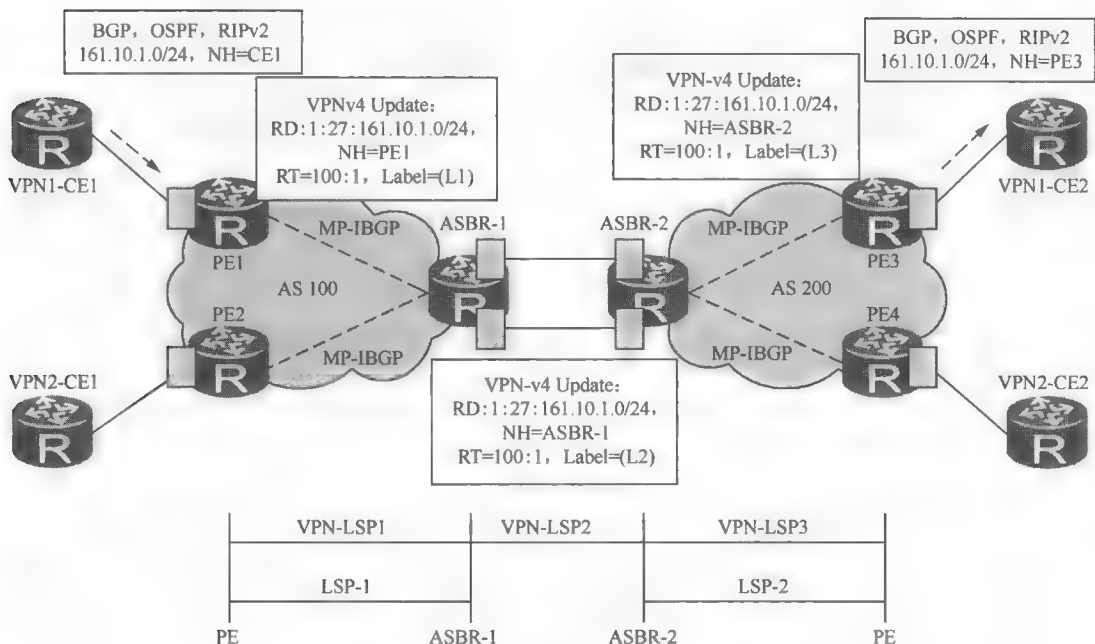 BGP，OSPF，RIPv2
161.10.1.0/24，NH=CE1
BGP，OSPF，RIPv2
161.10.1.0/24，NH=PE3
VPNv4 Update：
RD:1:27:161.10.1.0/24，
NH=PE1
RT=100:1，Label=(L1)
VPN-v4 Update：
RD:1:27:161.10.1.0/24，
NH=ASBR-2
RT=100:1，Label=(L3)
R
VPN1-CE1
R
VPN1-CE2
R
PE1
MP-IBGP
ASBR-1
ASBR-2
MP-IBGP
R
PE3
AS 100
R
R
AS 200
PE2
R
MP-IBGP
MP-IBGP
PE4
R
VPN2-CE1
R
VPN2-CE2
R
VPN-v4 Update：
RD:1:27:161.10.1.0/24，
NH=ASBR-1
RT=100:1，Label=(L2)
VPN-LSP1
VPN-LSP2
VPN-LSP3
LSP-1
LSP-2
PE
ASBR-1
ASBR-2
PE